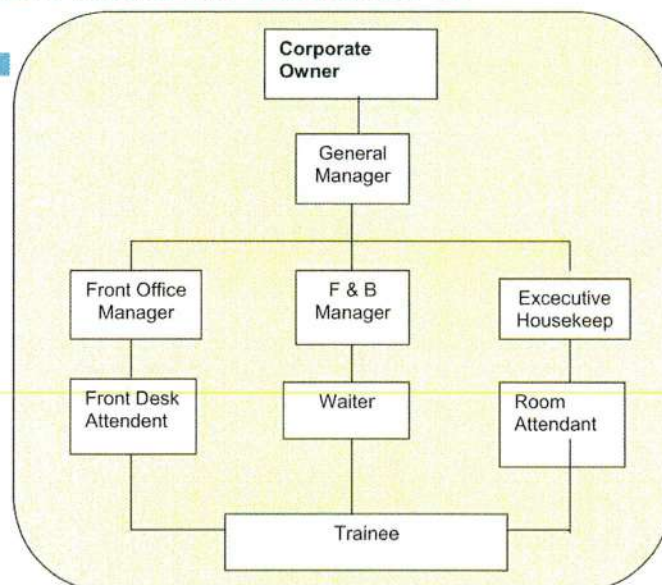 Corporate
Owner
General
Manager
Front Office
Manager
F & B
Manager
Excecutive
Housekeep
Front Desk
Attendent
Waiter
Room
Attendant
Trainee